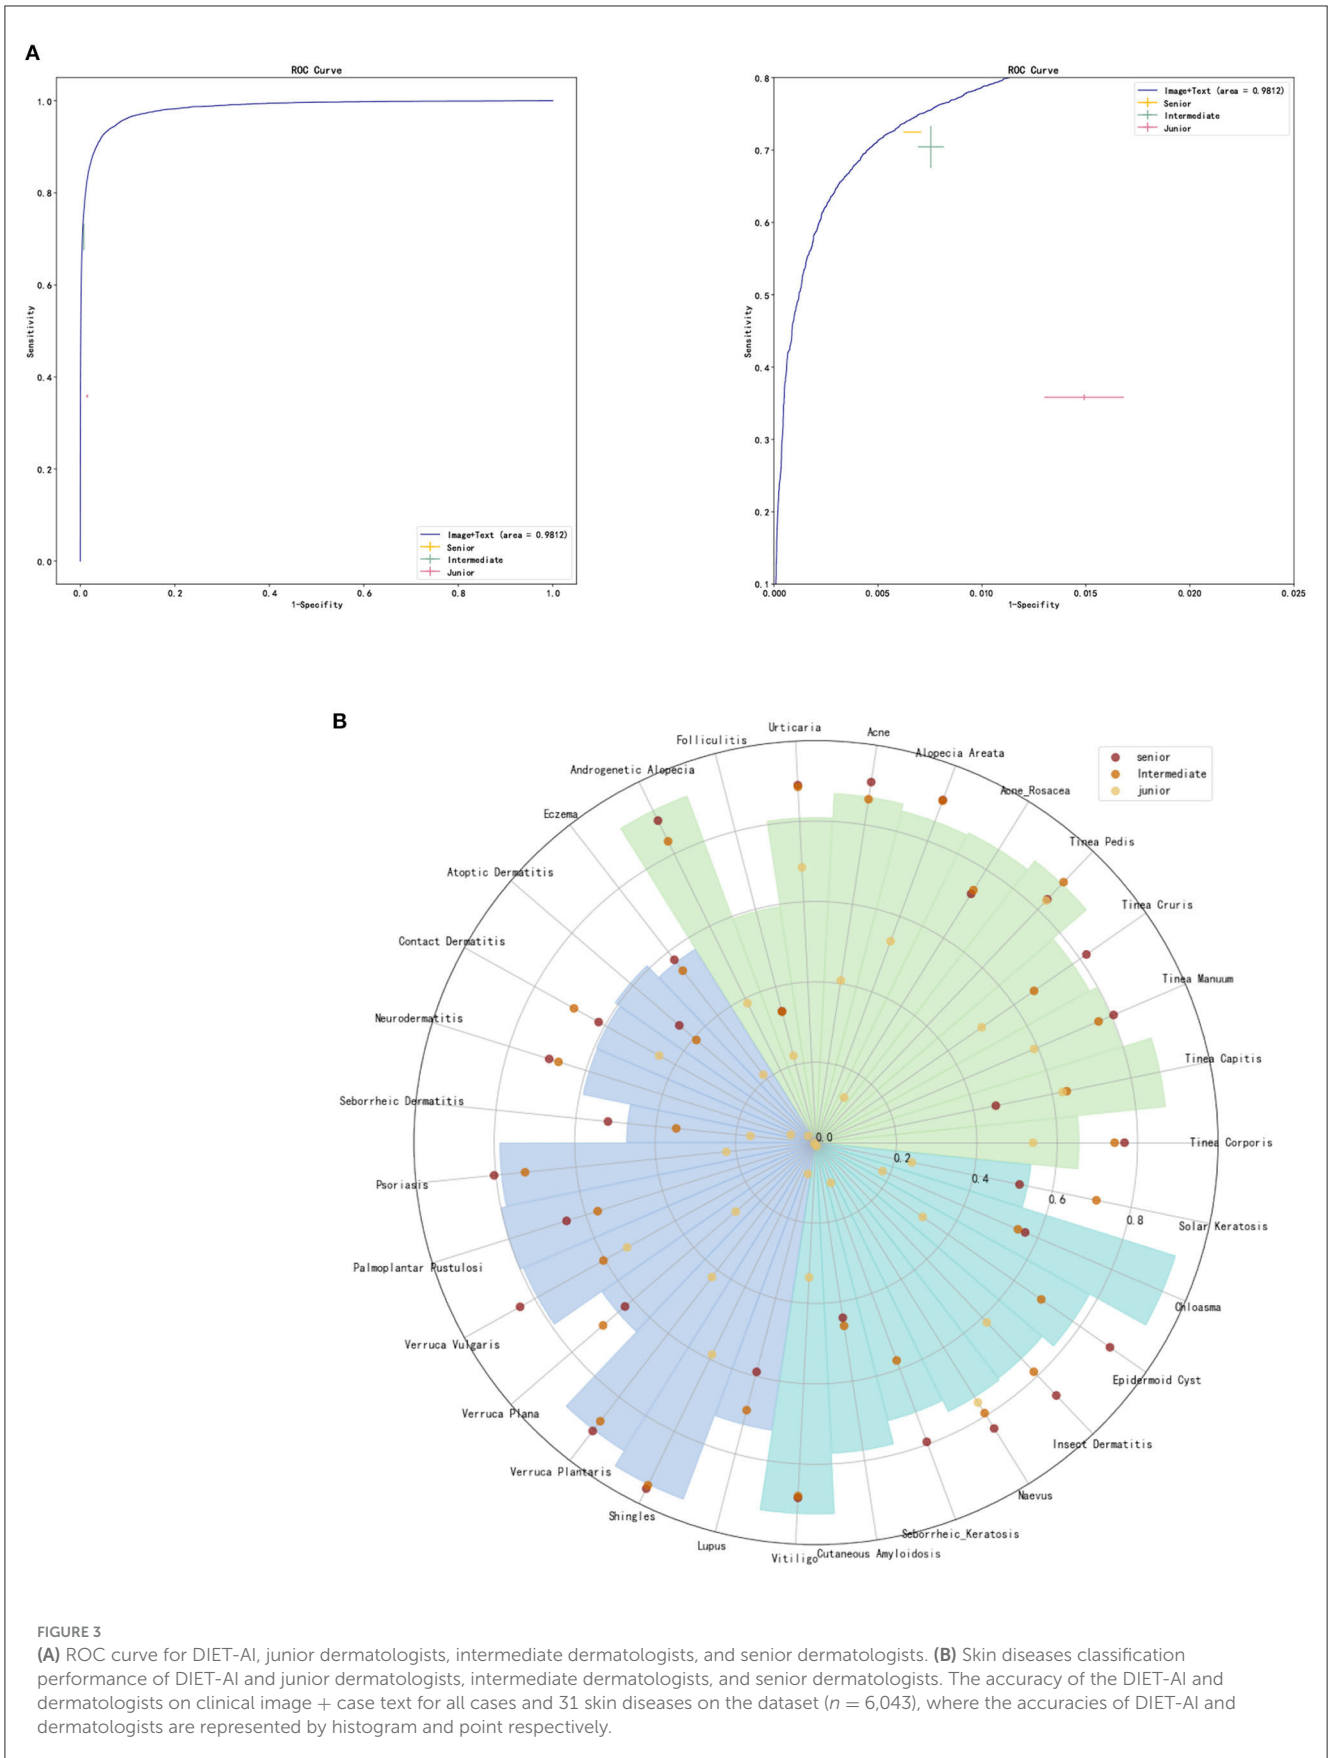 A
ROC Curve
1.0
0.8
0.6
0.4
0.2
0.0
Sensitivity
0.0 0.2 0.4 0.6 0.8 1.0
1-Specifity
Image+Text (area = 0.9812)
Senior
Intermediate
Junior
ROC Curve
0.8
0.7
0.6
0.5
0.4
0.3
0.2
0.1
Sensitivity
0.000 0.005 0.010 0.015 0.020 0.025
1-Specifity
Image+Text (area = 0.9812)
Senior
Intermediate
Junior
B
senior
Intermediate
junior
Urticaria
Acne
Alopecia Areata
Acne_Rosacea
Tinea Pedis
Tinea Cruris
Tinea Manuum
Tinea Capitis
Tinea Corporis
Solar Keratosis
Chloasma
Epidermoid Cyst
Insect Dermatitis
Naevus
Seborrheic_Keratosis
Cutaneous Amyloidosis
Vitiligo
Lupus
Shingles
Verruca Plantaris
Verruca Plana
Verruca Vulgaris
Palmoplantar Pustulosi
Psoriasis
Seborrheic Dermatitis
Neurodermatitis
Contact Dermatitis
Atoptic Dermatitis
Eczema
Androgenetic Alopecia
Folliculitis
0.0
0.2
0.4
0.6
0.8
FIGURE 3
(A) ROC curve for DIET-AI, junior dermatologists, intermediate dermatologists, and senior dermatologists. (B) Skin diseases classification
performance of DIET-AI and junior dermatologists, intermediate dermatologists, and senior dermatologists. The accuracy of the DIET-AI and
dermatologists on clinical image + case text for all cases and 31 skin diseases on the dataset (n = 6,043), where the accuracies of DIET-AI and
dermatologists are represented by histogram and point respectively.